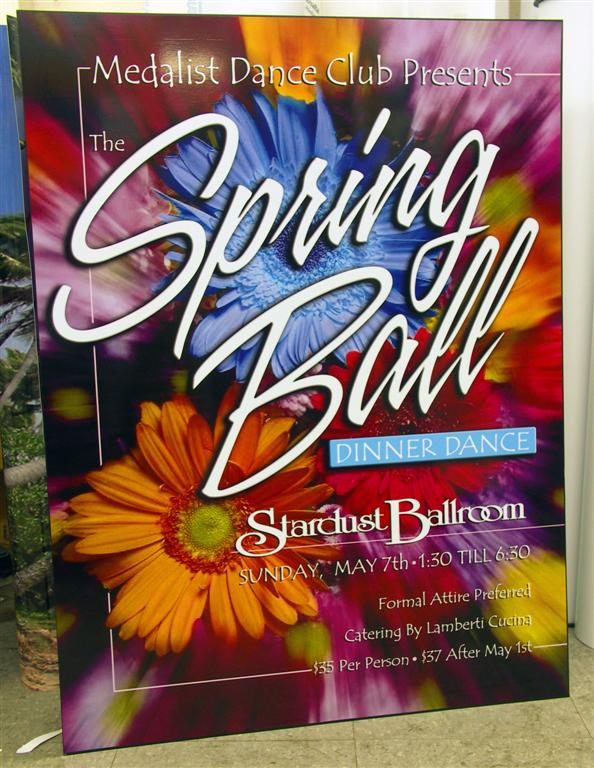 Medalist Dance Club Presents
The
Spring
Ball
DINNER DANCE
Stardust Ballroom
SUNDAY, MAY 7th • 1:30 TILL 6:30
Formal Attire Preferred
Catering By Lamberti Cucina
$35 Per Person • $37 After May 1st